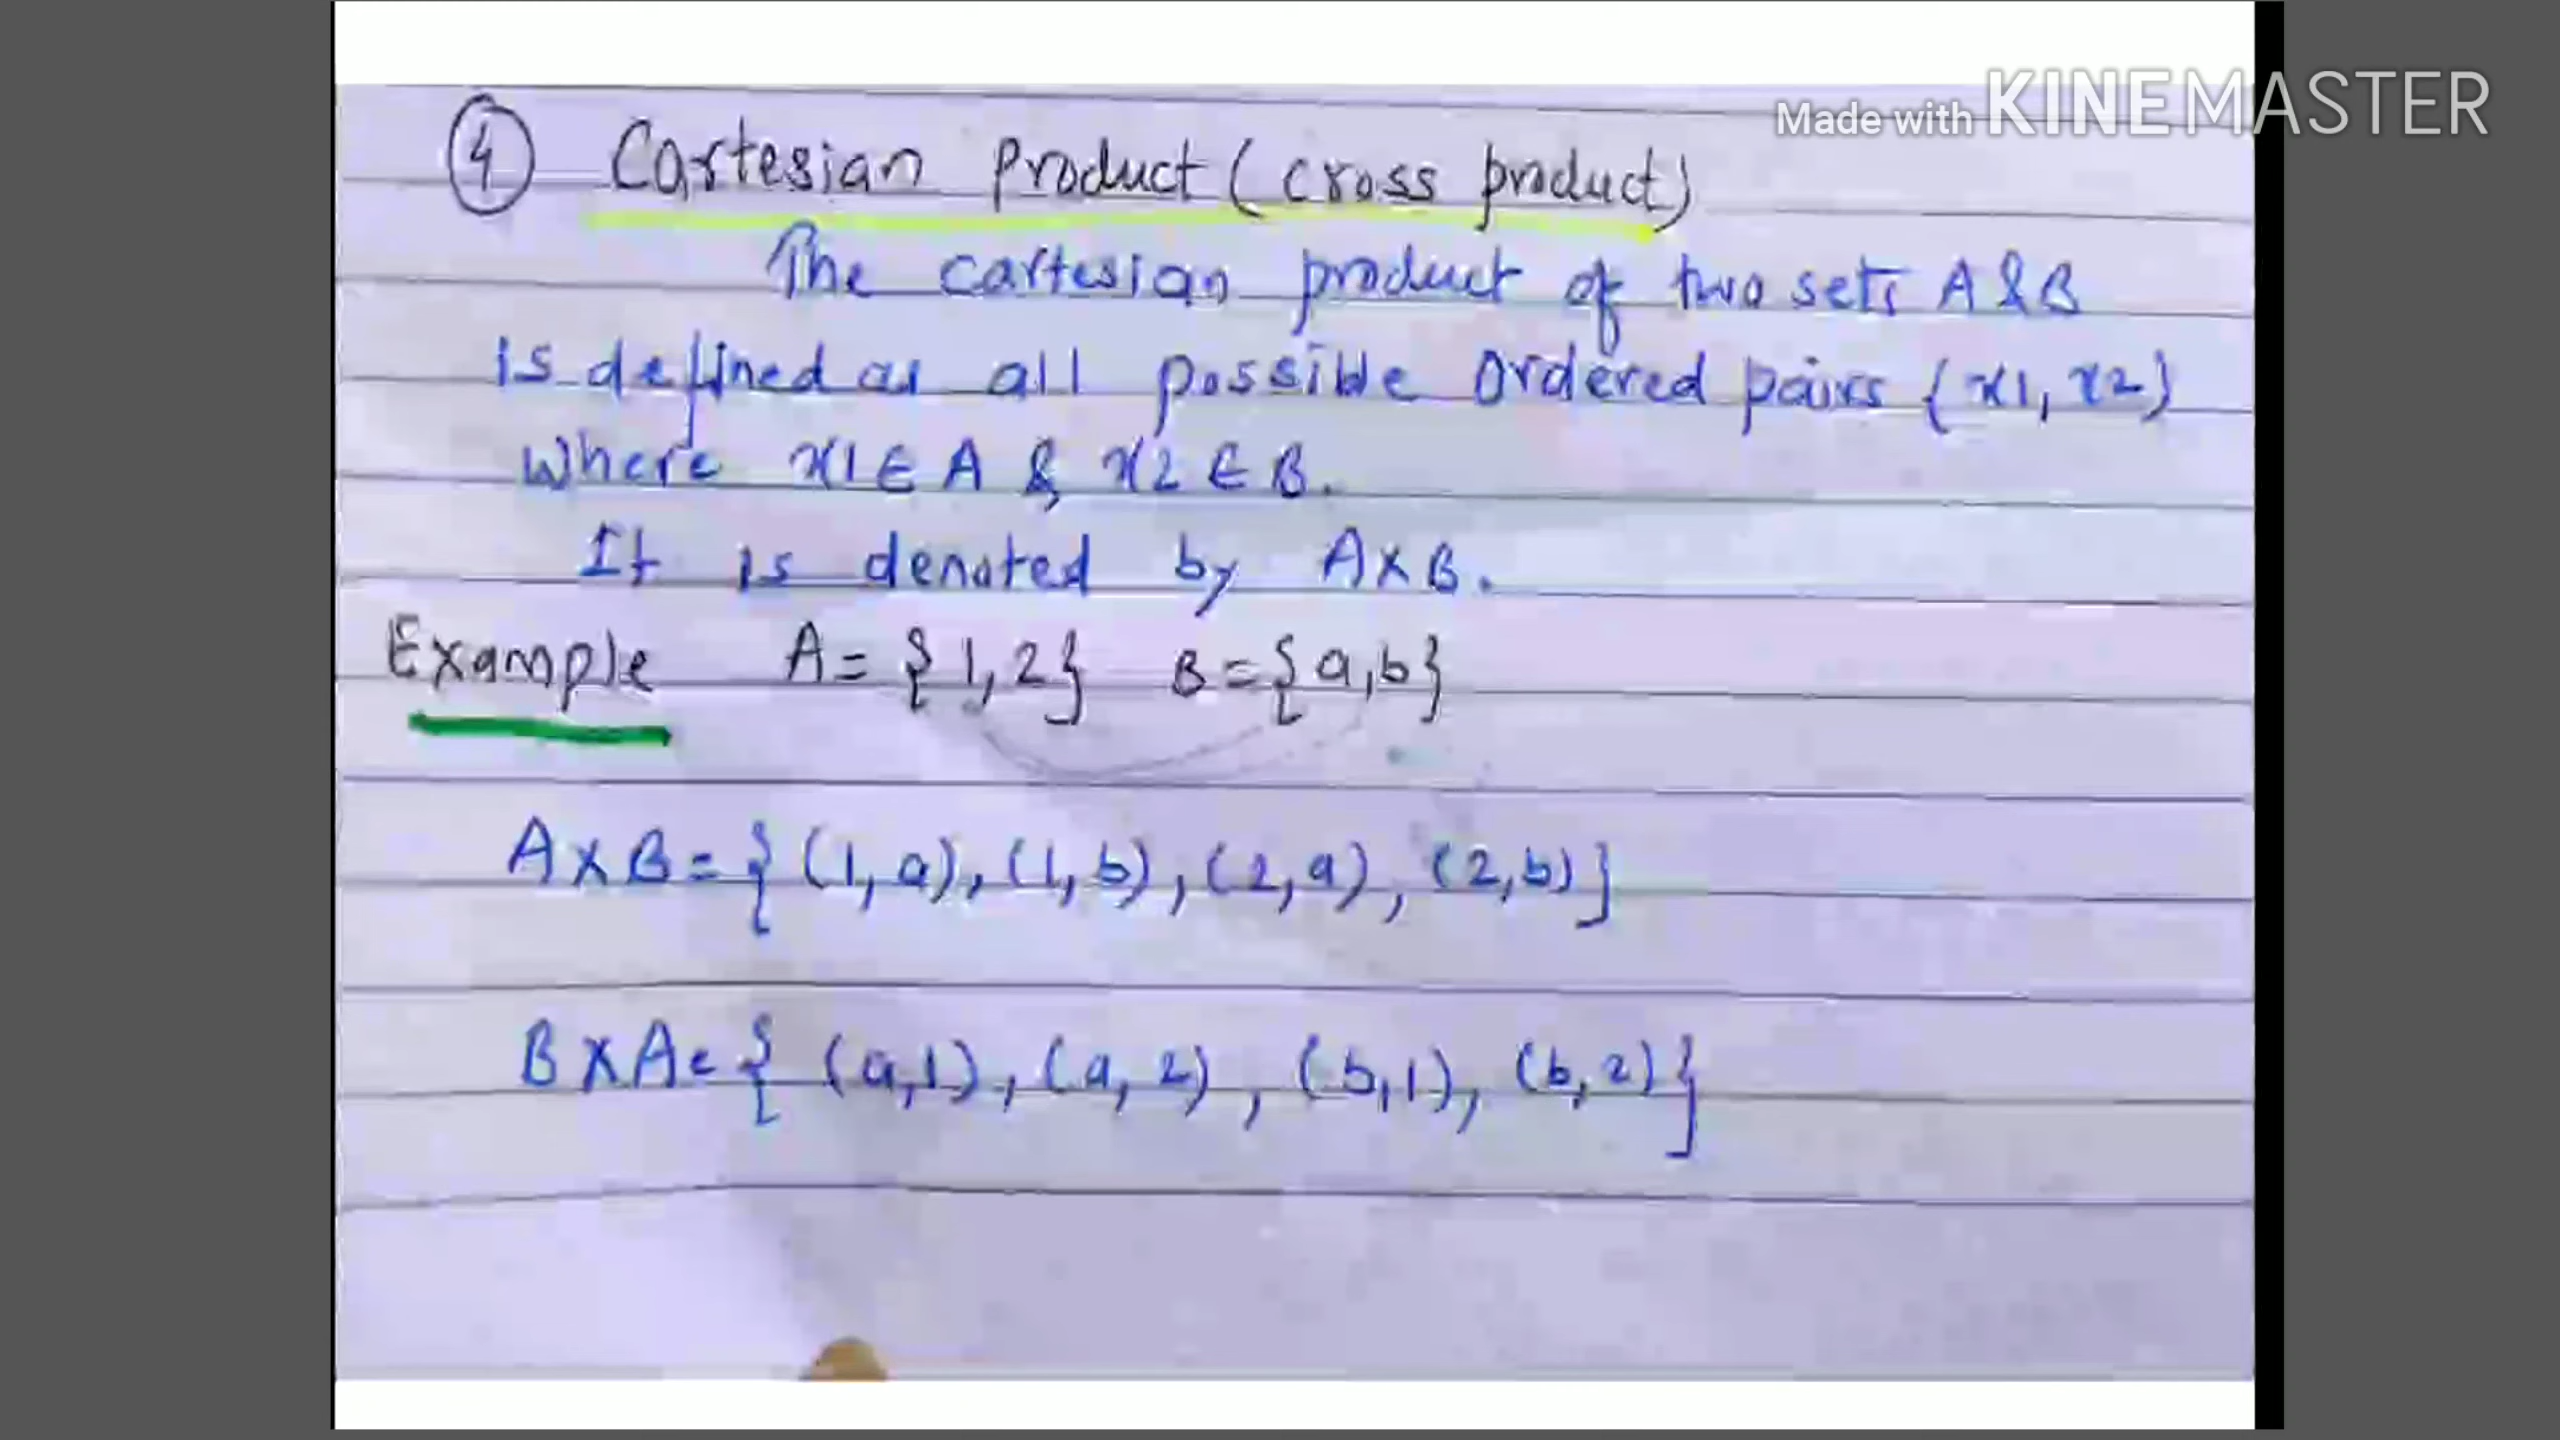 Made with KINEMASTER
④ Cartesian Product (cross product)
The cartesian product of two sets A & B
is defined as all possible ordered pairs (x1, x2)
where x1 ∈ A & x2 ∈ B.
It is denoted by A×B.
Example A = {1,2} B = {a,b}
A×B = { (1,a), (1,b), (2,a), (2,b)}
B×A = { (a,1), (a,2), (b,1), (b,2)}